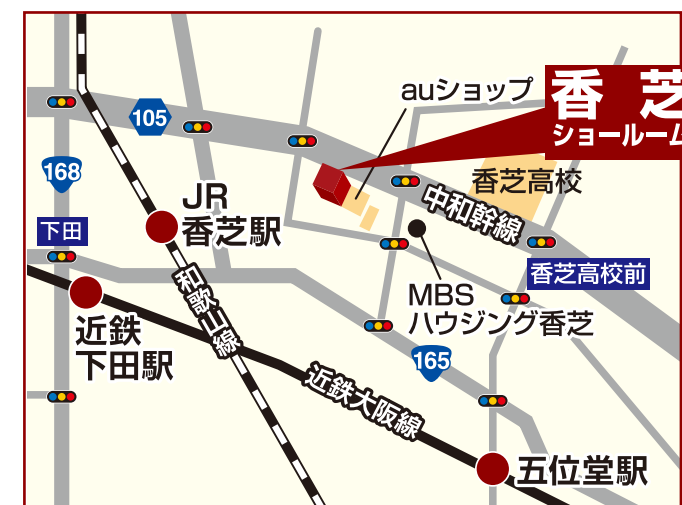 auショップ
香 芝
ショールーム
105
168
香芝高校
JR
香芝駅
中和幹線
下田
香芝高校前
和歌山線
MBS
ハウジング香芝
近鉄
下田駅
165
近鉄大阪線
五位堂駅